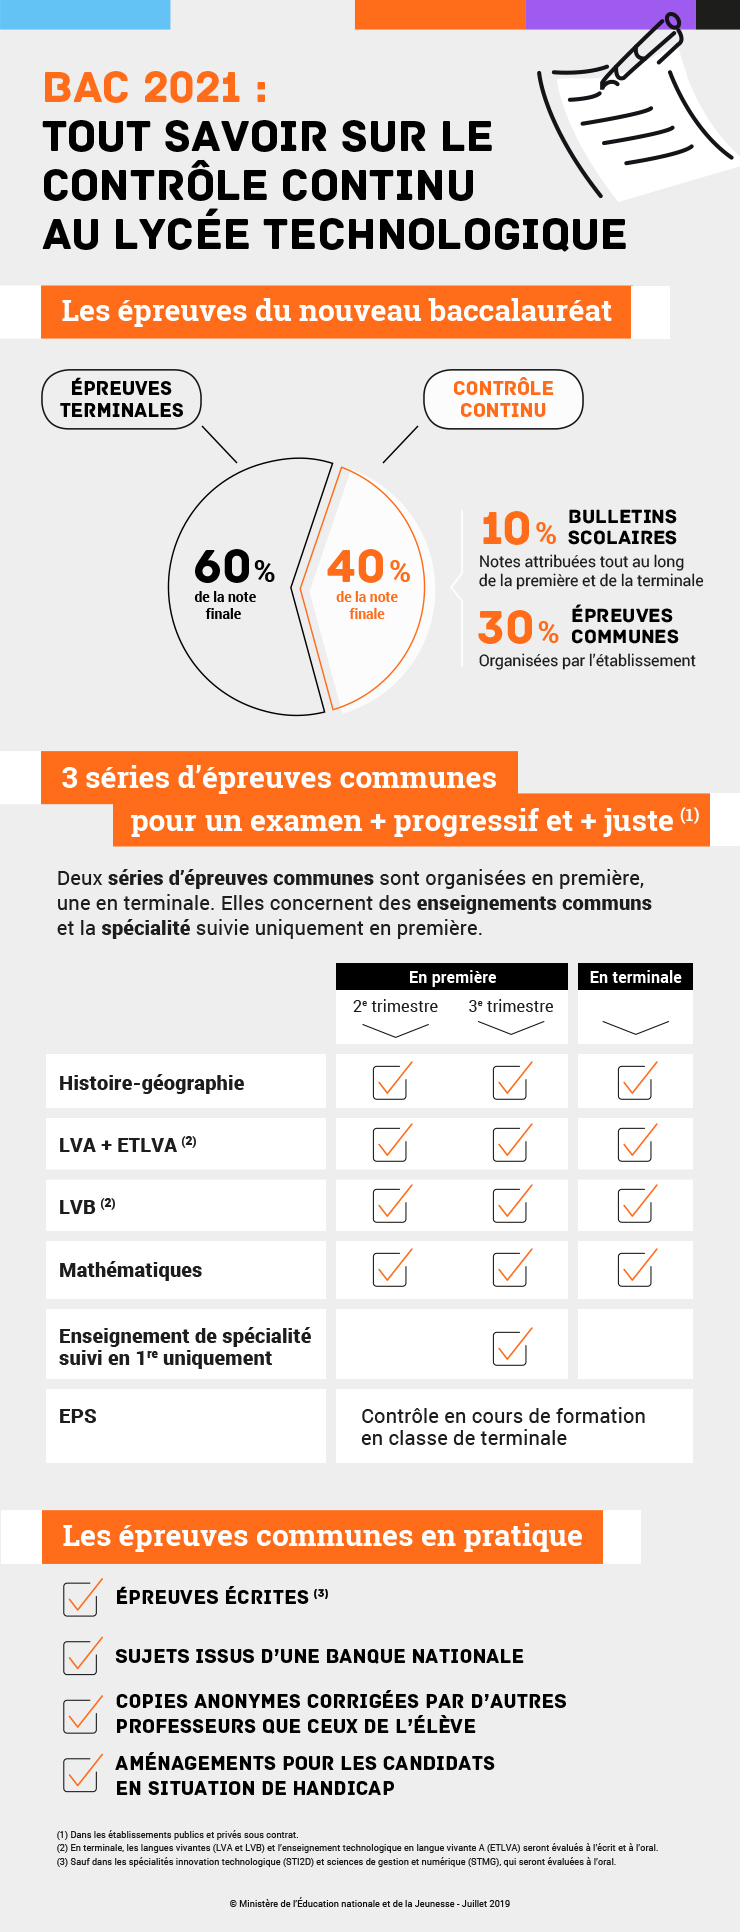 BAC 2021 :
TOUT SAVOIR SUR LE
CONTRÔLE CONTINU
AU LYCÉE TECHNOLOGIQUE
Les épreuves du nouveau baccalauréat
ÉPREUVES
TERMINALES
CONTRÔLE
CONTINU
60 %
de la note
finale
40 %
de la note
finale
10 % BULLETINS
SCOLAIRES
Notes attribuées tout au long
de la première et de la terminale
30 % ÉPREUVES
COMMUNES
Organisées par l'établissement
3 séries d'épreuves communes
pour un examen + progressif et + juste (1)
Deux séries d'épreuves communes sont organisées en première,
une en terminale. Elles concernent des enseignements communs
et la spécialité suivie uniquement en première.
En première En terminale
2e trimestre 3e trimestre
Histoire-géographie
LVA + ETLVA (2)
LVB (2)
Mathématiques
Enseignement de spécialité
suivi en 1re uniquement
EPS
Contrôle en cours de formation
en classe de terminale
Les épreuves communes en pratique
ÉPREUVES ÉCRITES (3)
SUJETS ISSUS D'UNE BANQUE NATIONALE
COPIES ANONYMES CORRIGÉES PAR D'AUTRES
PROFESSEURS QUE CEUX DE L'ÉLÈVE
AMÉNAGEMENTS POUR LES CANDIDATS
EN SITUATION DE HANDICAP
(1) Dans les établissements publics et privés sous contrat.
(2) En terminale, les langues vivantes (LVA et LVB) et l'enseignement technologique en langue vivante A (ETLVA) seront évalués à l'écrit et à l'oral.
(3) Sauf dans les spécialités innovation technologique (STI2D) et sciences de gestion et numérique (STMG), qui seront évaluées à l'oral.
© Ministère de l'Éducation nationale et de la Jeunesse - Juillet 2019